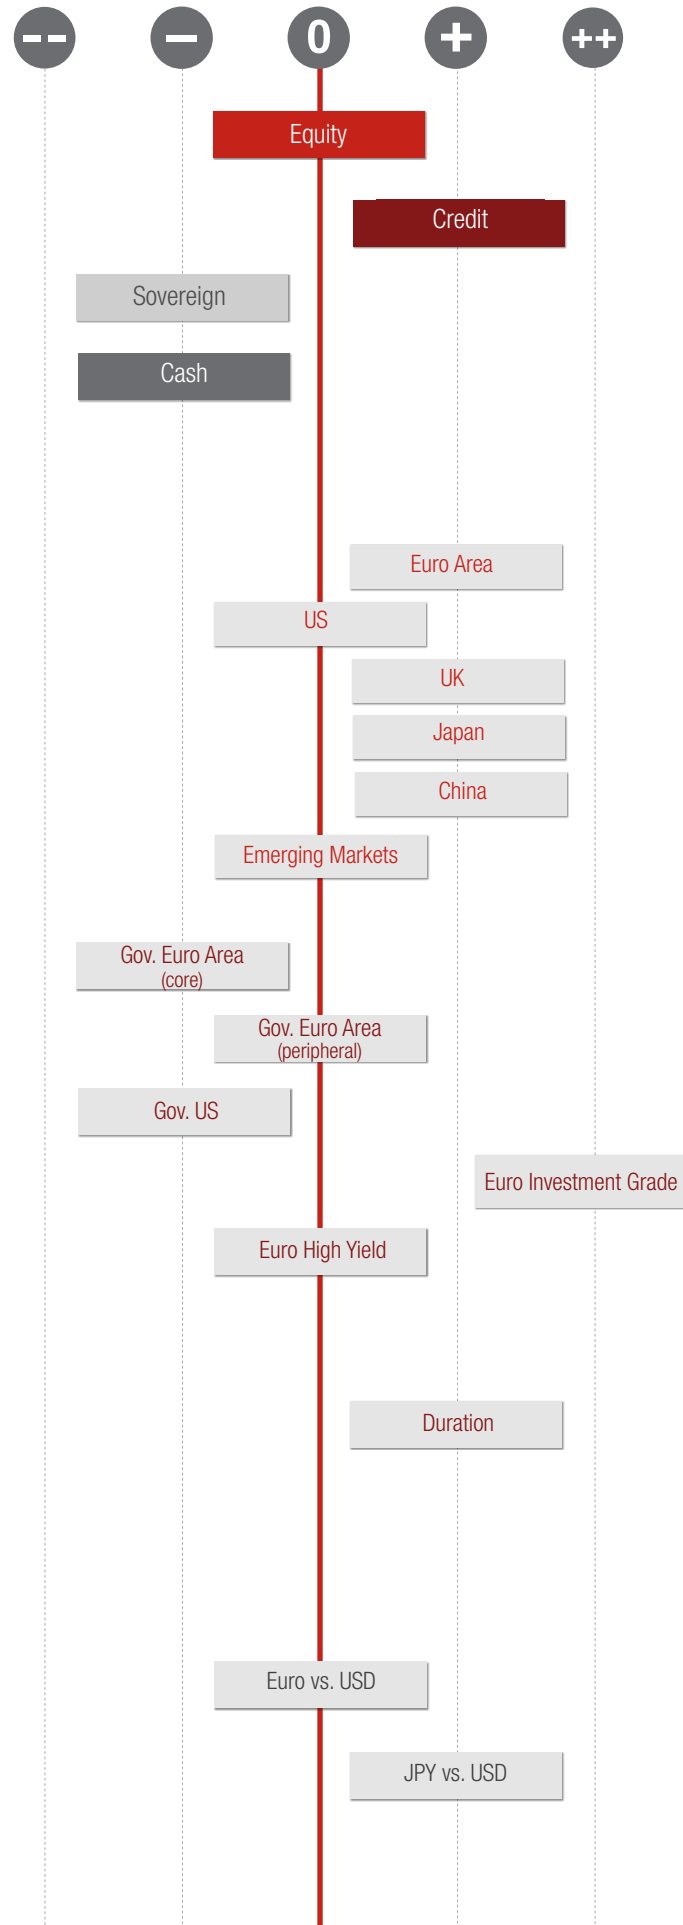 -- - 0 + ++
Equity
Credit
Sovereign
Cash
Euro Area
US
UK
Japan
China
Emerging Markets
Gov. Euro Area
(core)
Gov. Euro Area
(peripheral)
Gov. US
Euro Investment Grade
Euro High Yield
Duration
Euro vs. USD
JPY vs. USD